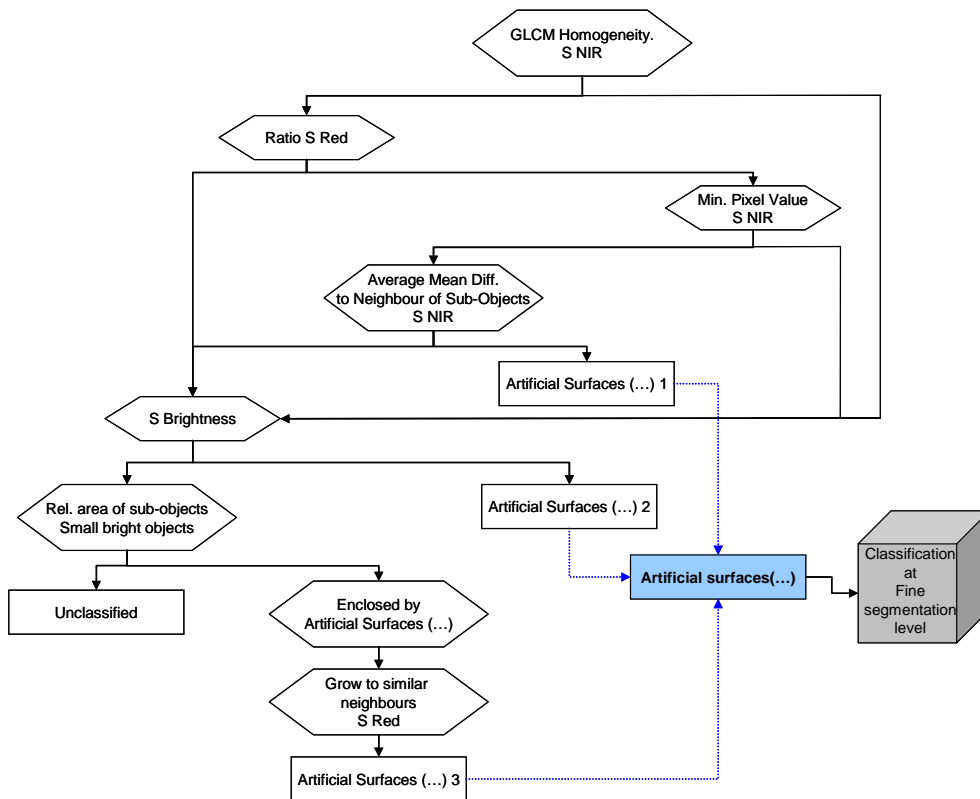 GLCM Homogeneity.
S NIR
Ratio S Red
Min. Pixel Value
S NIR
Average Mean Diff.
to Neighbour of Sub-Objects
S NIR
Artificial Surfaces (...) 1
S Brightness
Rel. area of sub-objects
Small bright objects
Artificial Surfaces (...) 2
Classification
at
Fine
segmentation
level
Artificial surfaces(...)
Unclassified
Enclosed by
Artificial Surfaces (...)
Grow to similar
neighbours
S Red
Artificial Surfaces (...) 3